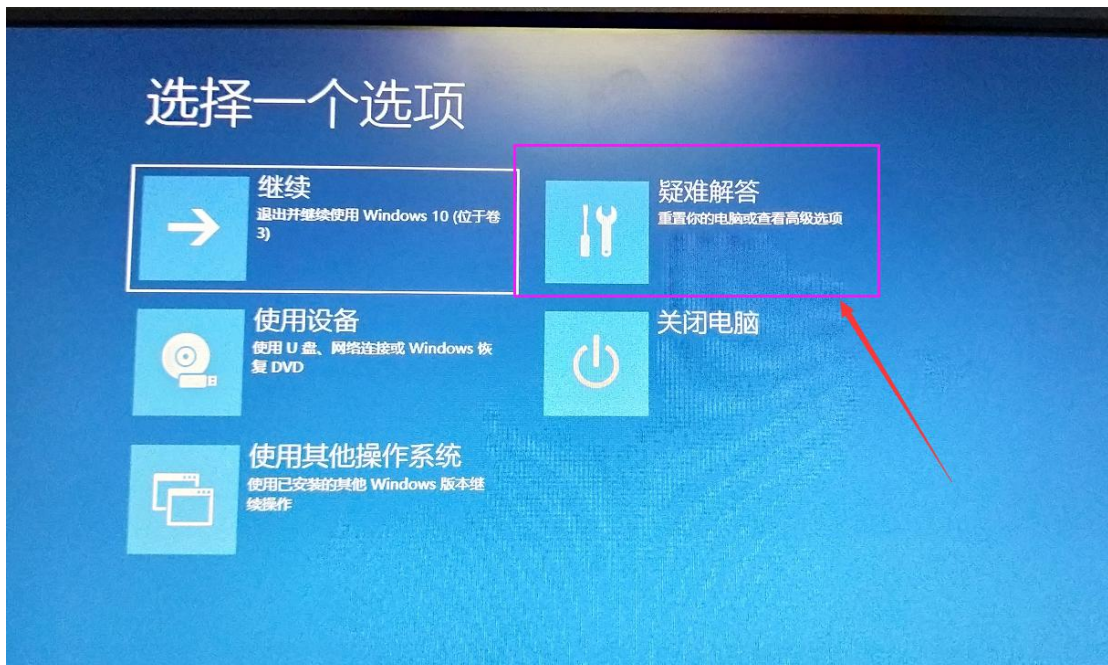 选择一个选项
继续
退出并继续使用 Windows 10 (位于卷
3)
疑难解答
重置你的电脑或查看高级选项
使用设备
使用 U 盘、网络连接或 Windows 恢
复 DVD
关闭电脑
使用其他操作系统
使用已安装的其他 Windows 版本继
续操作